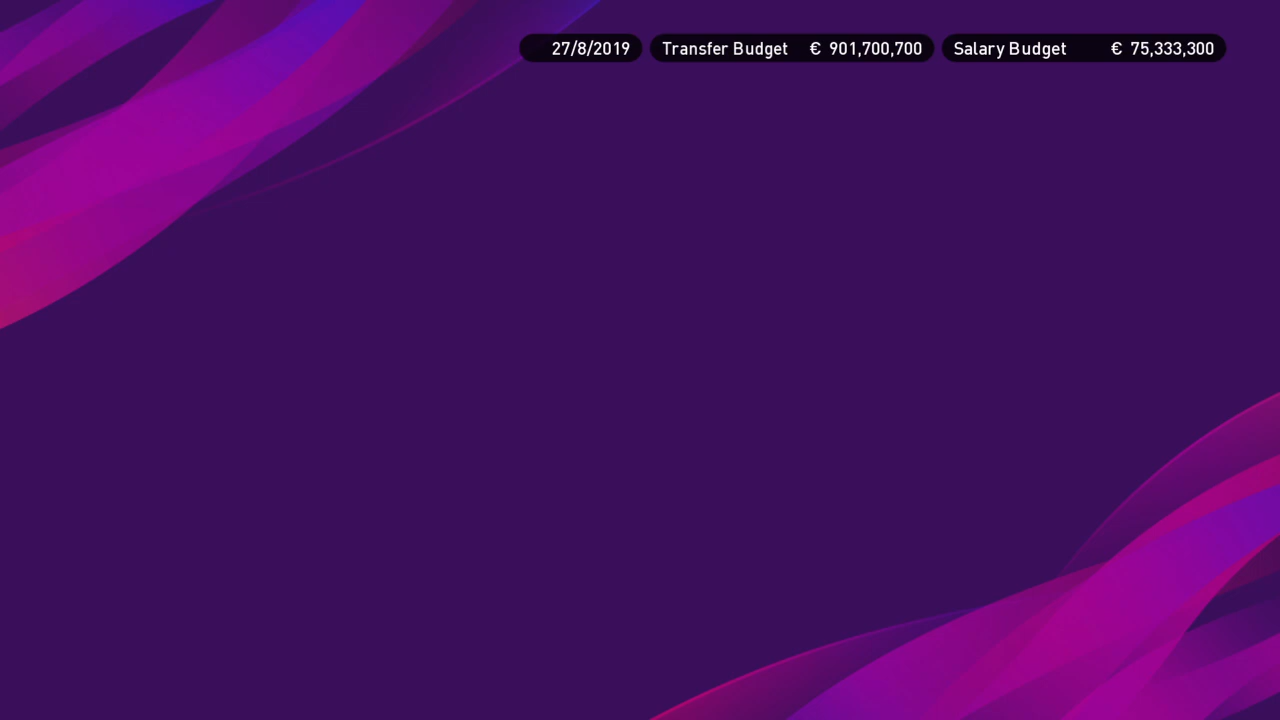 27/8/2019 Transfer Budget € 901,700,700 Salary Budget € 75,333,300